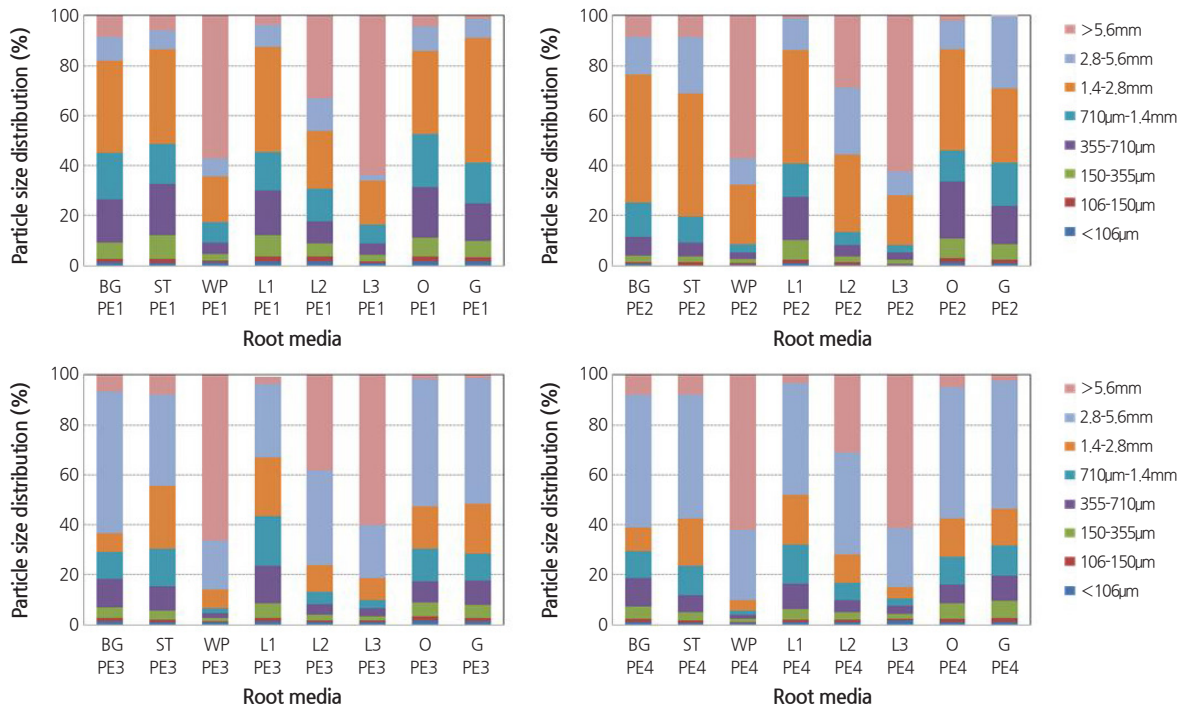 Particle size distribution (%)
100
80
60
40
20
0
BG ST WP L1 L2 L3 O G
PE1 PE1 PE1 PE1 PE1 PE1 PE1 PE1
Root media
Particle size distribution (%)
100
80
60
40
20
0
BG ST WP L1 L2 L3 O G
PE2 PE2 PE2 PE2 PE2 PE2 PE2 PE2
Root media
>5.6mm
2.8-5.6mm
1.4-2.8mm
710μm-1.4mm
355-710μm
150-355μm
106-150μm
<106μm
Particle size distribution (%)
100
80
60
40
20
0
BG ST WP L1 L2 L3 O G
PE3 PE3 PE3 PE3 PE3 PE3 PE3 PE3
Root media
Particle size distribution (%)
100
80
60
40
20
0
BG ST WP L1 L2 L3 O G
PE4 PE4 PE4 PE4 PE4 PE4 PE4 PE4
Root media
>5.6mm
2.8-5.6mm
1.4-2.8mm
710μm-1.4mm
355-710μm
150-355μm
106-150μm
<106μm